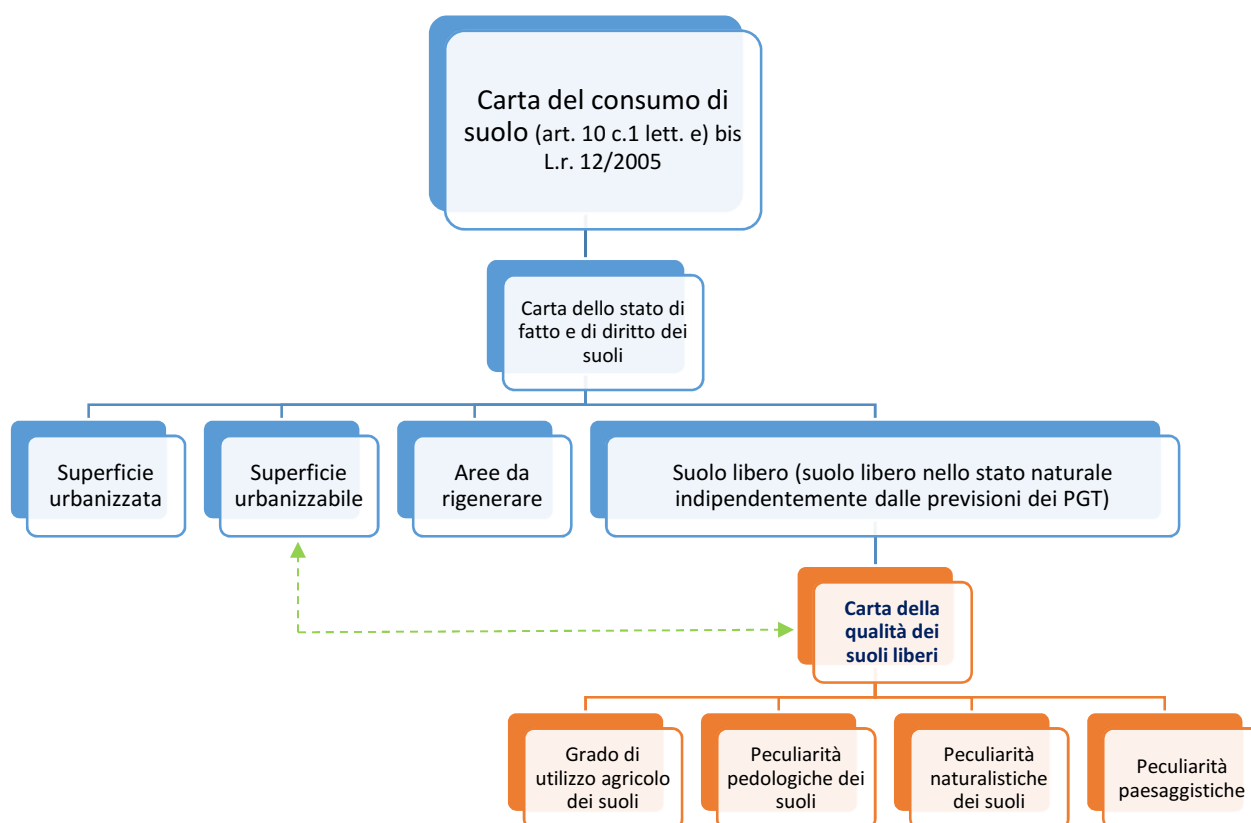 Carta del consumo di
suolo (art. 10 c.1 lett. e) bis
L.r. 12/2005
Carta dello stato di
fatto e di diritto dei
suoli
Superficie
urbanizzata
Superficie
urbanizzabile
Aree da
rigenerare
Suolo libero (suolo libero nello stato naturale
indipendentemente dalle previsioni dei PGT)
Carta della
qualità dei
suoli liberi
Grado di
utilizzo agricolo
dei suoli
Peculiarità
pedologiche dei
suoli
Peculiarità
naturalistiche
dei suoli
Peculiarità
paesaggistiche